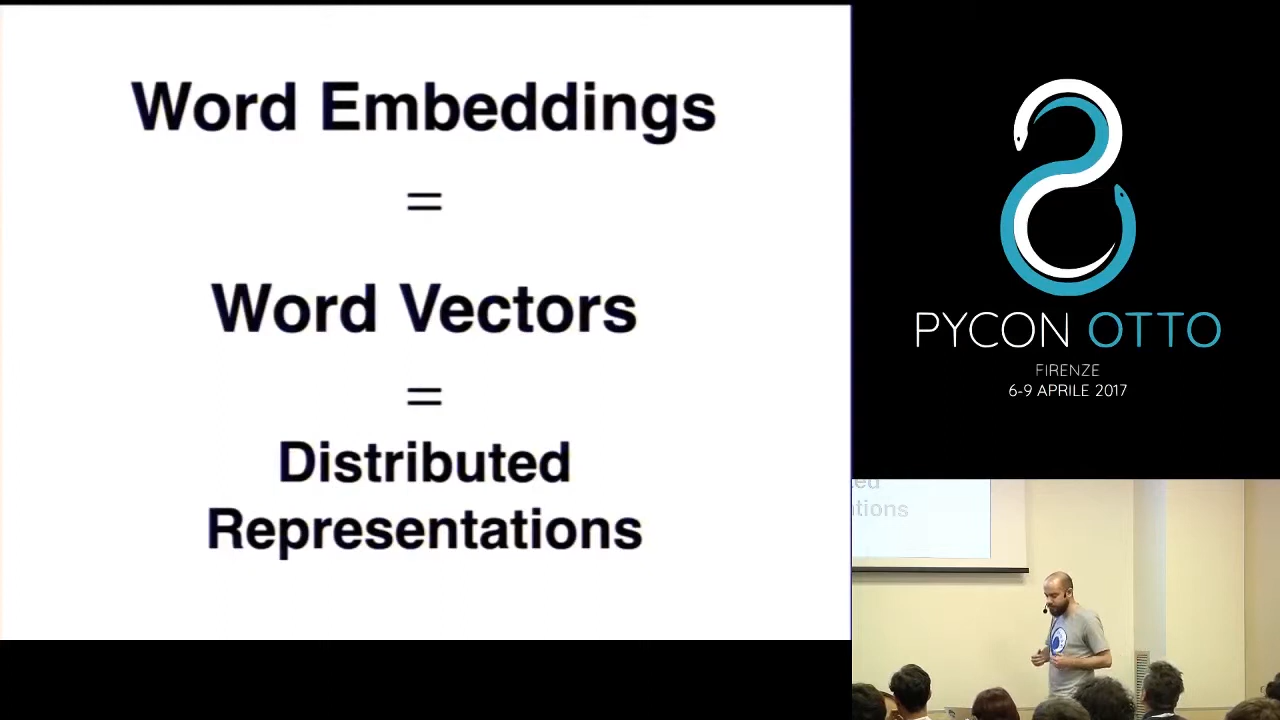 Word Embeddings
=
Word Vectors
=
Distributed
Representations
PYCON OTTO
FIRENZE
6-9 APRILE 2017